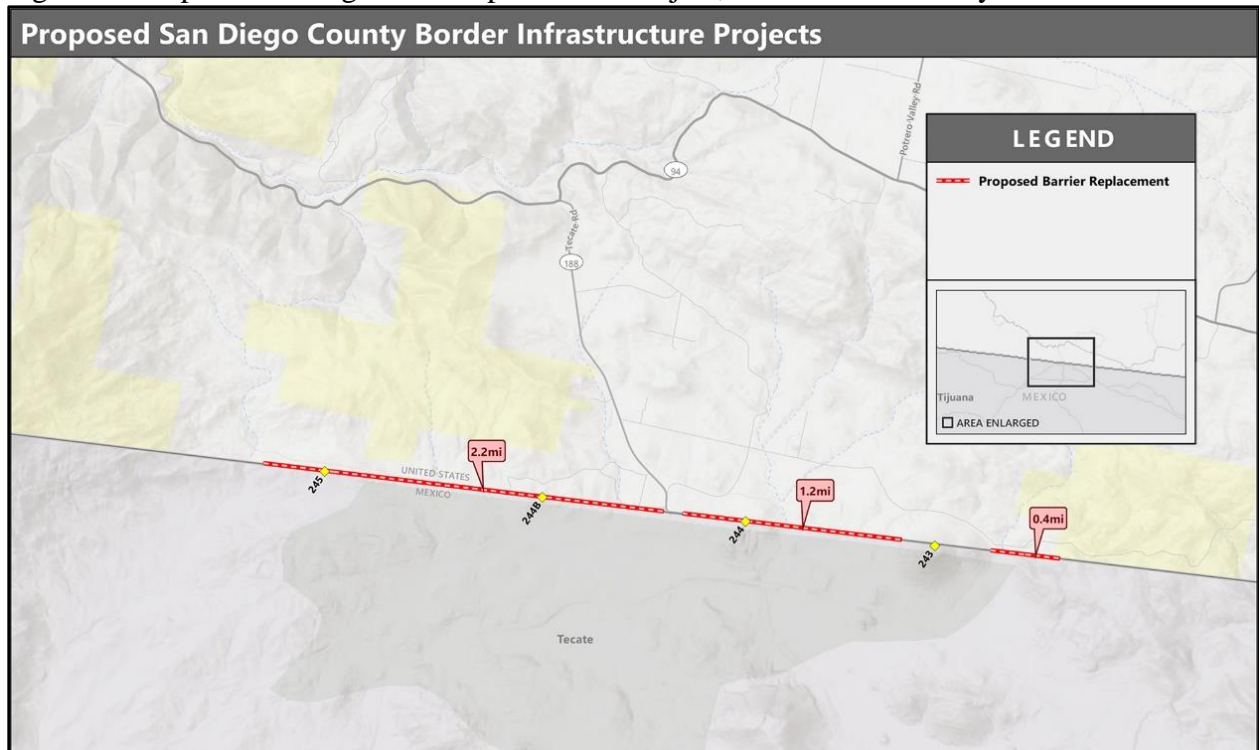 Proposed San Diego County Border Infrastructure Projects
Potrero Valley Rd
LEGEND
94
Proposed Barrier Replacement
Tecate Rd
188
Tijuana
MEXICO
AREA ENLARGED
2.2mi
UNITED STATES
MEXICO
245
244B
1.2mi
244
0.4mi
243
Tecate